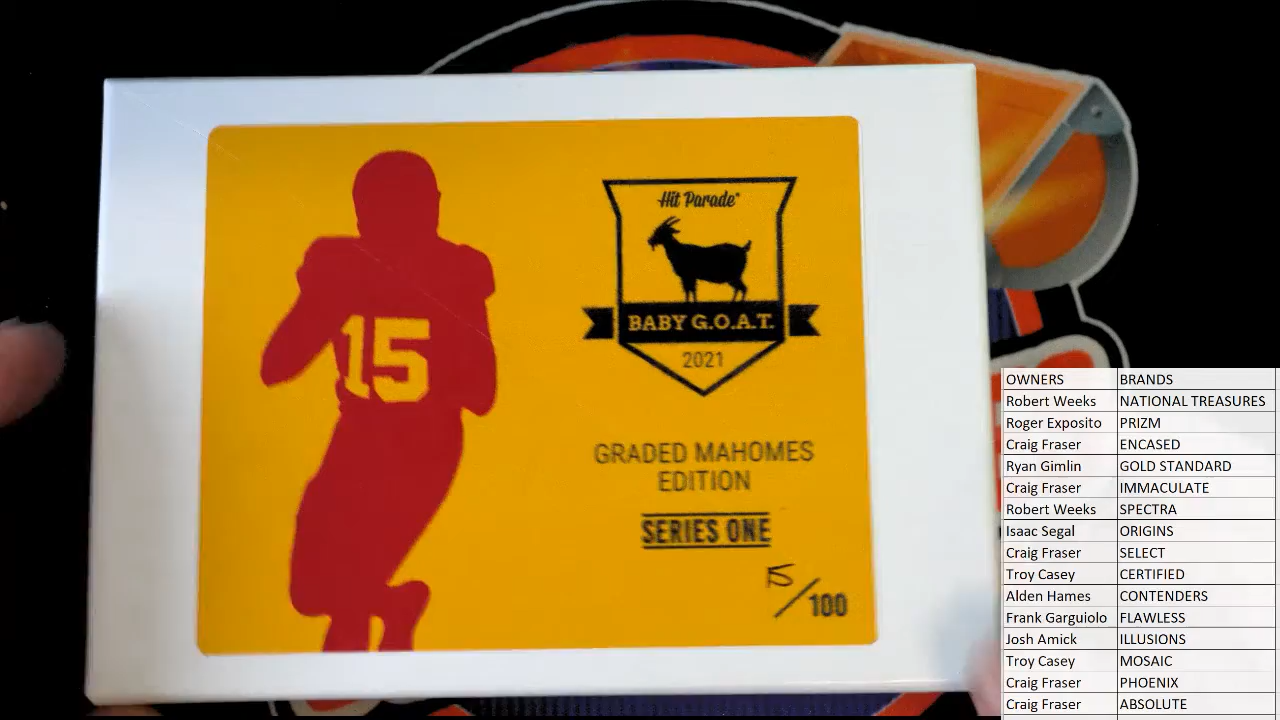 15
Hit Parade
BABY G.O.A.T.
2021
GRADED MAHOMES
EDITION
SERIES ONE
15/100
OWNERS BRANDS
Robert Weeks NATIONAL TREASURES
Roger Exposito PRIZM
Craig Fraser ENCASED
Ryan Gimlin GOLD STANDARD
Craig Fraser IMMACULATE
Robert Weeks SPECTRA
Isaac Segal ORIGINS
Craig Fraser SELECT
Troy Casey CERTIFIED
Alden Hames CONTENDERS
Frank Garguiolo FLAWLESS
Josh Amick ILLUSIONS
Troy Casey MOSAIC
Craig Fraser PHOENIX
Craig Fraser ABSOLUTE